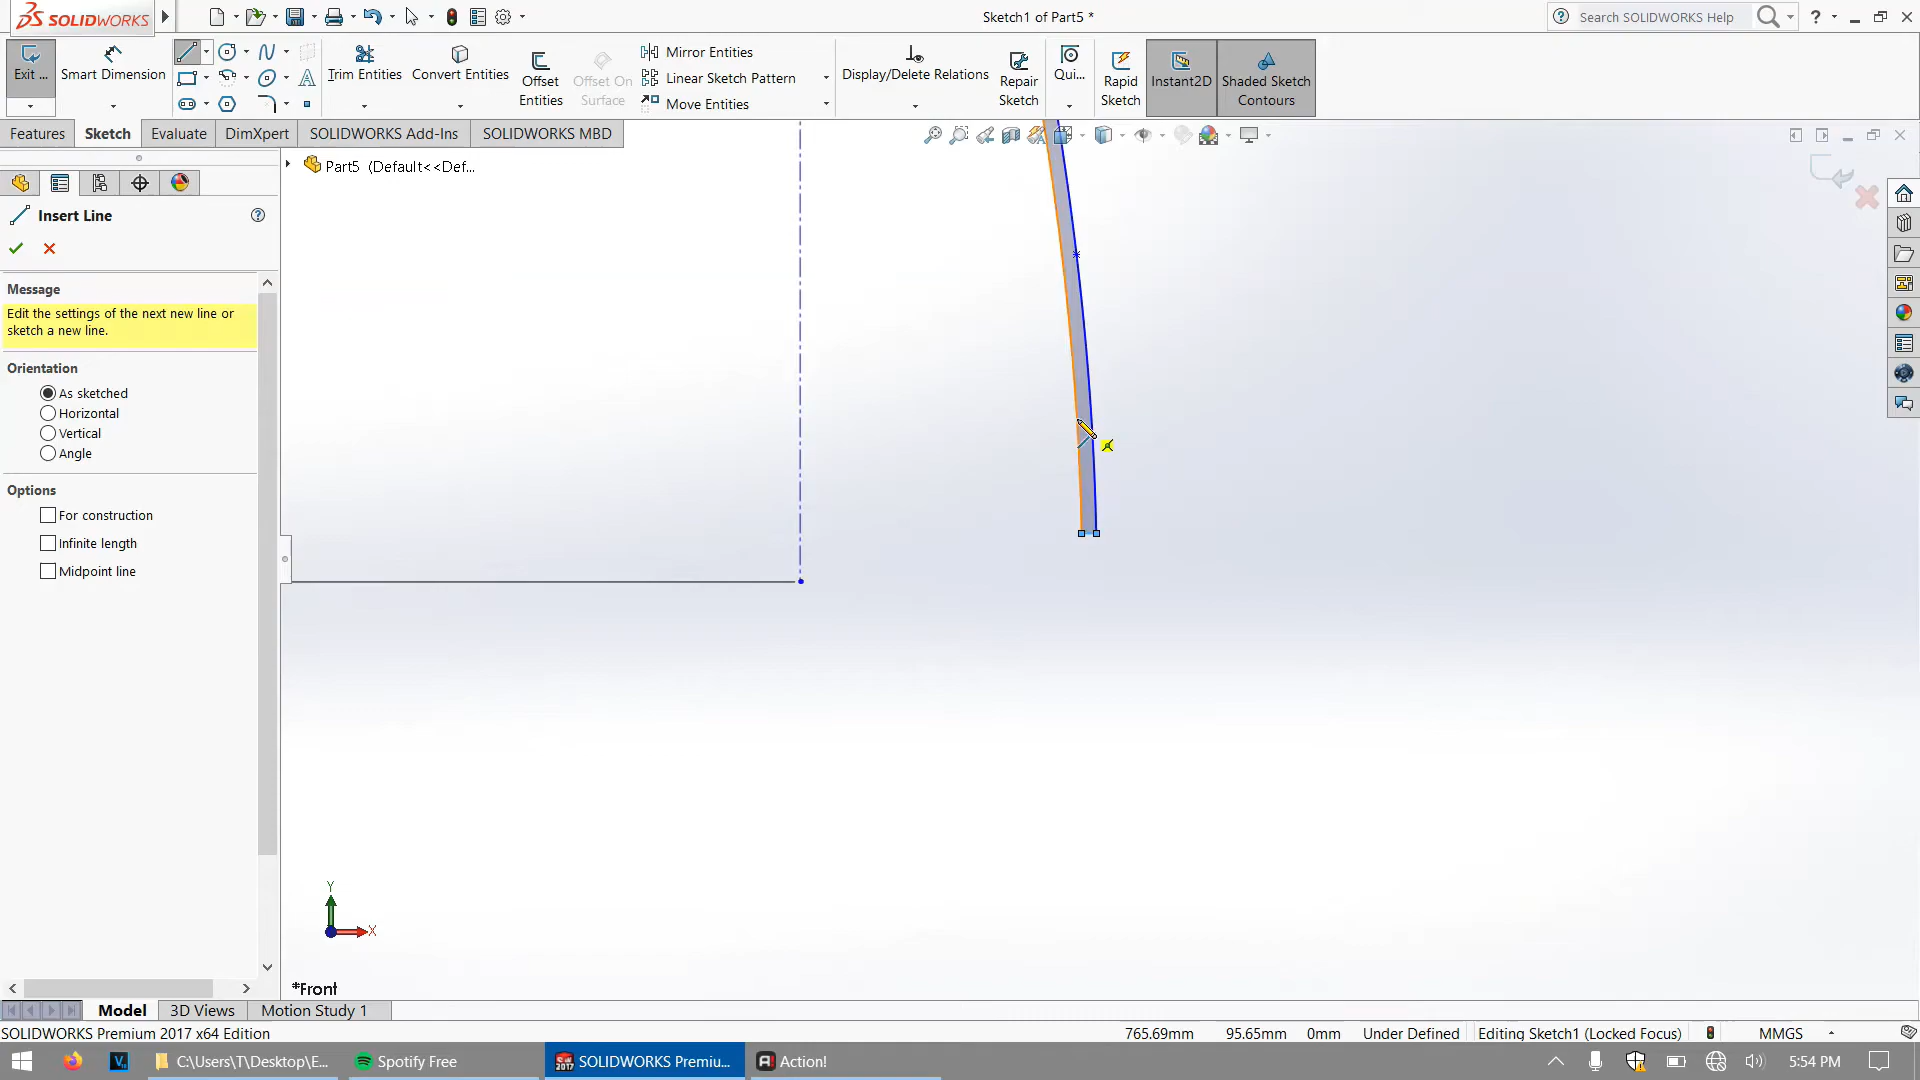 SOLIDWORKS
Sketch1 of Part5 *
Search SOLIDWORKS Help
Exit ...
Smart Dimension
Trim Entities
Convert Entities
Offset
Entities
Offset On
Surface
Mirror Entities
Linear Sketch Pattern
Move Entities
Display/Delete Relations
Repair
Sketch
Qui...
Rapid
Sketch
Instant2D
Shaded Sketch
Contours
Features
Sketch
Evaluate
DimXpert
SOLIDWORKS Add-Ins
SOLIDWORKS MBD
Part5 (Default<<Def...
Insert Line
Message
Edit the settings of the next new line or
sketch a new line.
Orientation
As sketched
Horizontal
Vertical
Angle
Options
For construction
Infinite length
Midpoint line
Y
X
*Front
Model
3D Views
Motion Study 1
SOLIDWORKS Premium 2017 x64 Edition
765.69mm
95.65mm
0mm
Under Defined
Editing Sketch1 (Locked Focus)
MMGS
C:\Users\T\Desktop\E...
Spotify Free
SOLIDWORKS Premiu...
Action!
5:54 PM